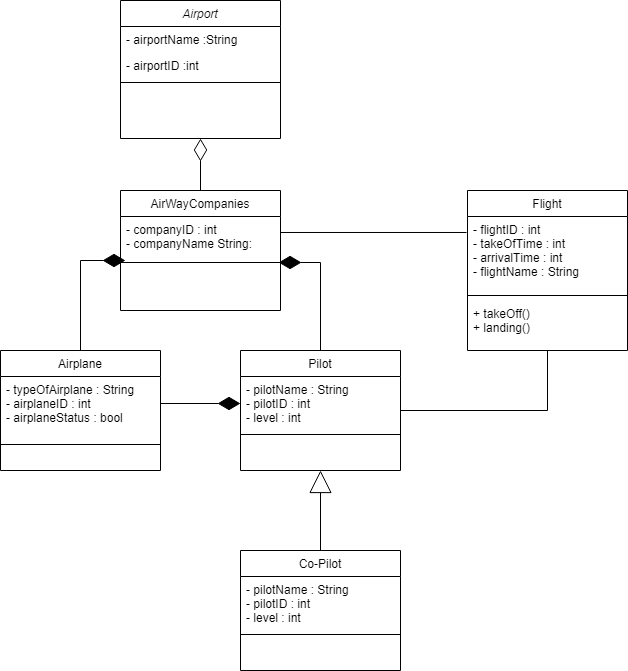 Airport
- airportName :String
- airportID :int
AirWayCompanies
- companyID : int
- companyName String:
Flight
- flightID : int
- takeOfTime : int
- arrivalTime : int
- flightName : String
+ takeOff()
+ landing()
Airplane
- typeOfAirplane : String
- airplaneID : int
- airplaneStatus : bool
Pilot
- pilotName : String
- pilotID : int
- level : int
Co-Pilot
- pilotName : String
- pilotID : int
- level : int